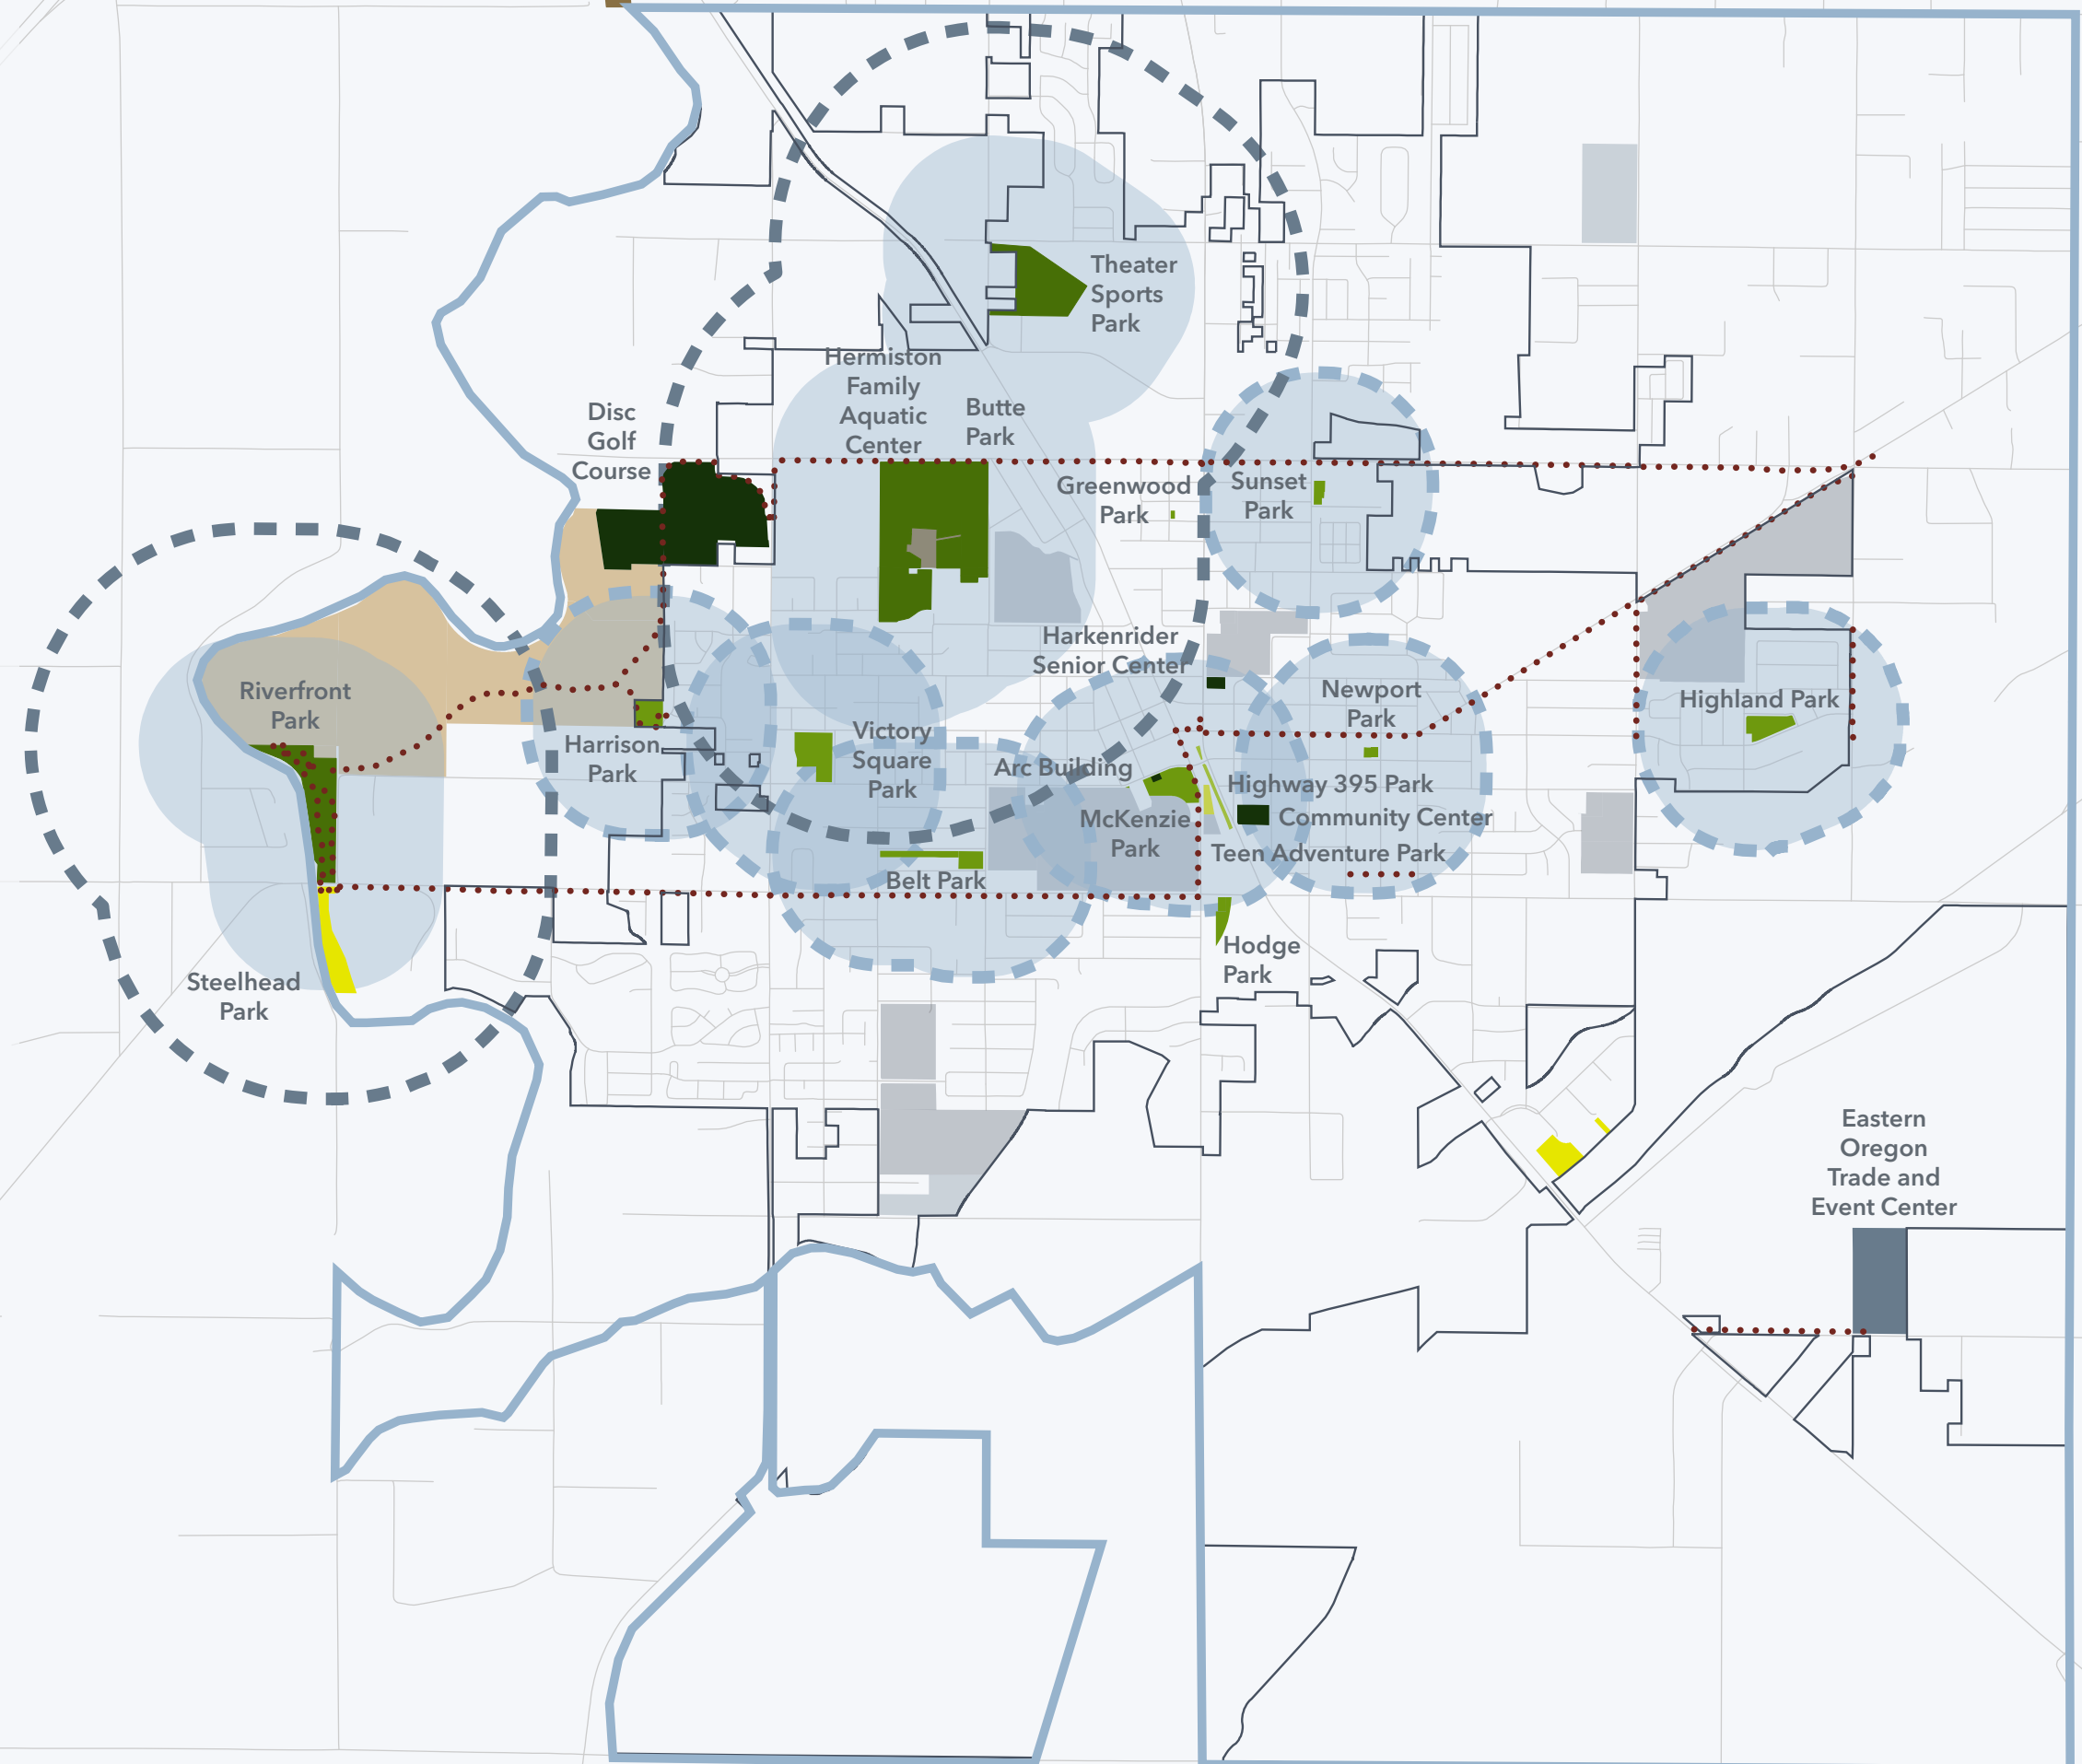 Theater
Sports
Park
Hermiston
Family
Aquatic
Center
Butte
Park
Disc
Golf
Course
Greenwood
Park
Sunset
Park
Harkenrider
Senior Center
Riverfront
Park
Newport
Park
Highland Park
Harrison
Park
Victory
Square
Park
Arc Building
McKenzie
Park
Highway 395 Park
Community Center
Teen Adventure Park
Belt Park
Hodge
Park
Steelhead
Park
Eastern
Oregon
Trade and
Event Center